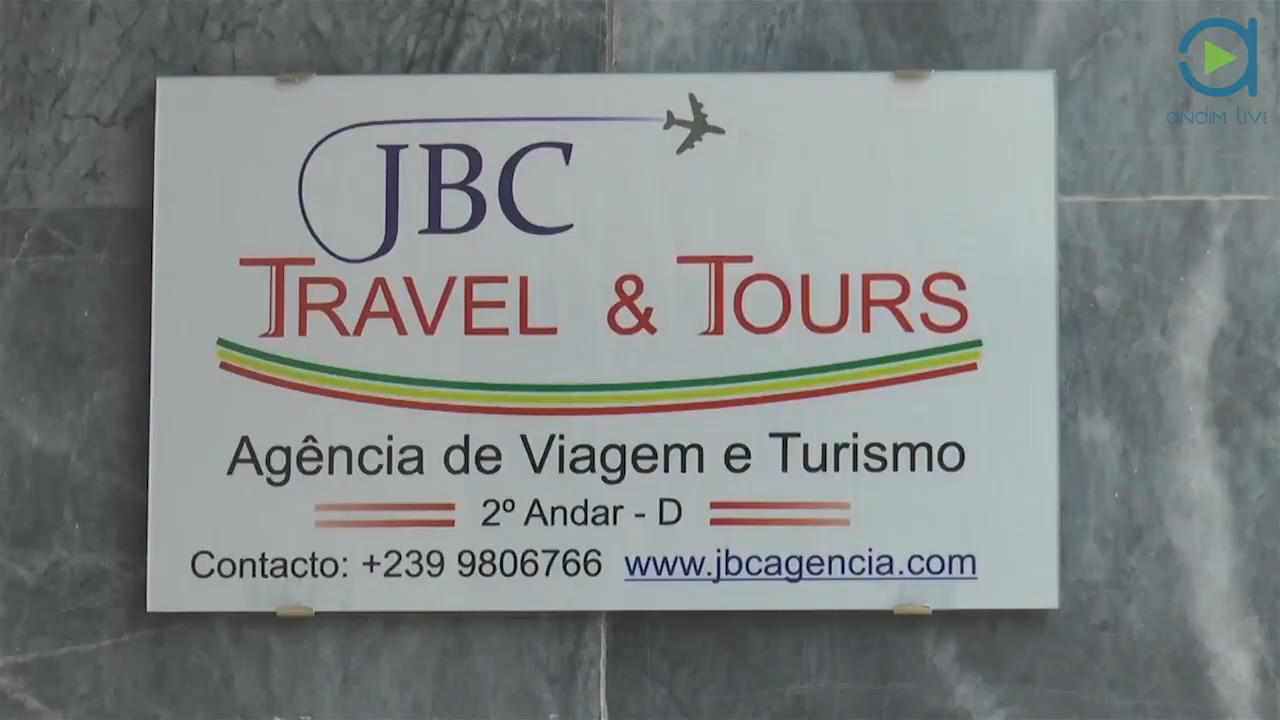 JBC
TRAVEL & TOURS
Agência de Viagem e Turismo
2º Andar - D
Contacto: +239 9806766 www.jbcagencia.com
andim live